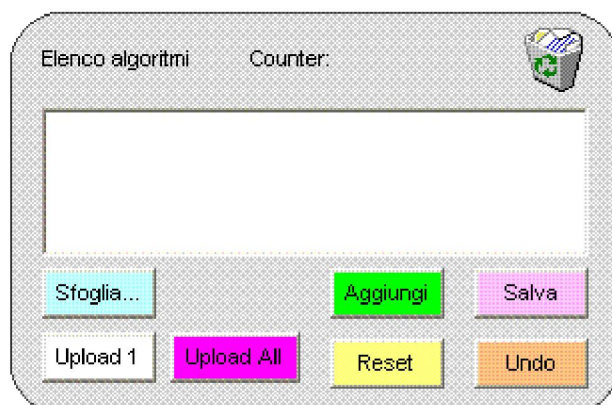 Elenco algoritmi Counter:
Sfoglia... Aggiungi Salva
Upload 1 Upload All Reset Undo